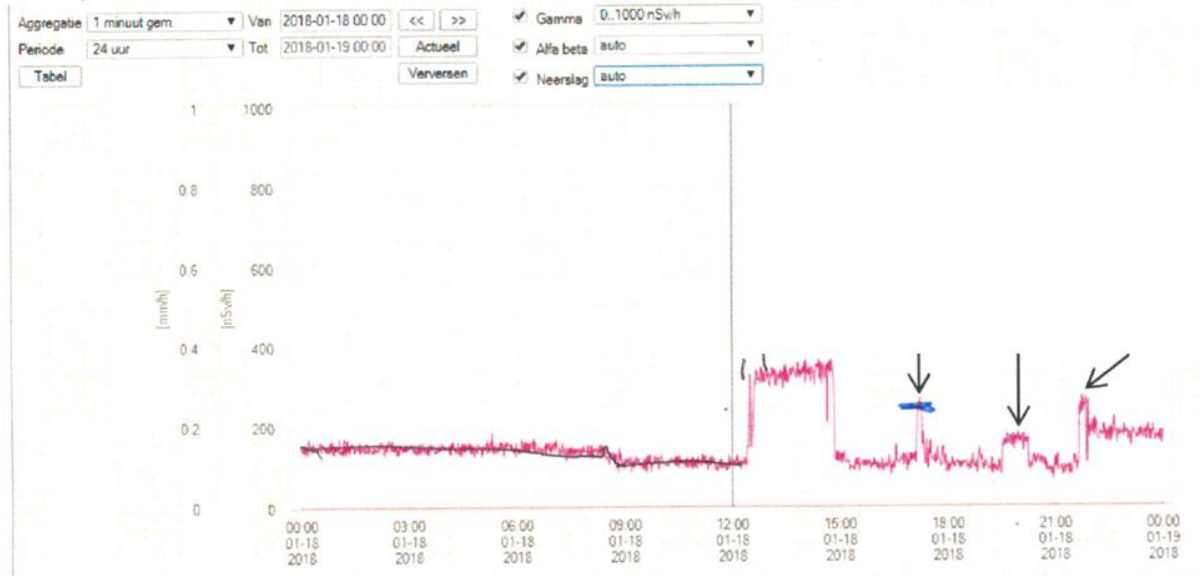 Aggregatie 1 minuut gem Van 2018-01-18 00:00 << >> Gamma 0..1000 nSv/h
Periode 24 uur Tot 2018-01-19 00:00 Actueel Alfa beta auto
Tabel Verversen Neerslag auto
1 1000
0.8 800
0.6 600
[mm/h] [nSv/h]
0.4 400
0.2 200
0 0
00:00 03:00 06:00 09:00 12:00 15:00 18:00 21:00 00:00
01-18 01-18 01-18 01-18 01-18 01-18 01-18 01-18 01-19
2018 2018 2018 2018 2018 2018 2018 2018 2018